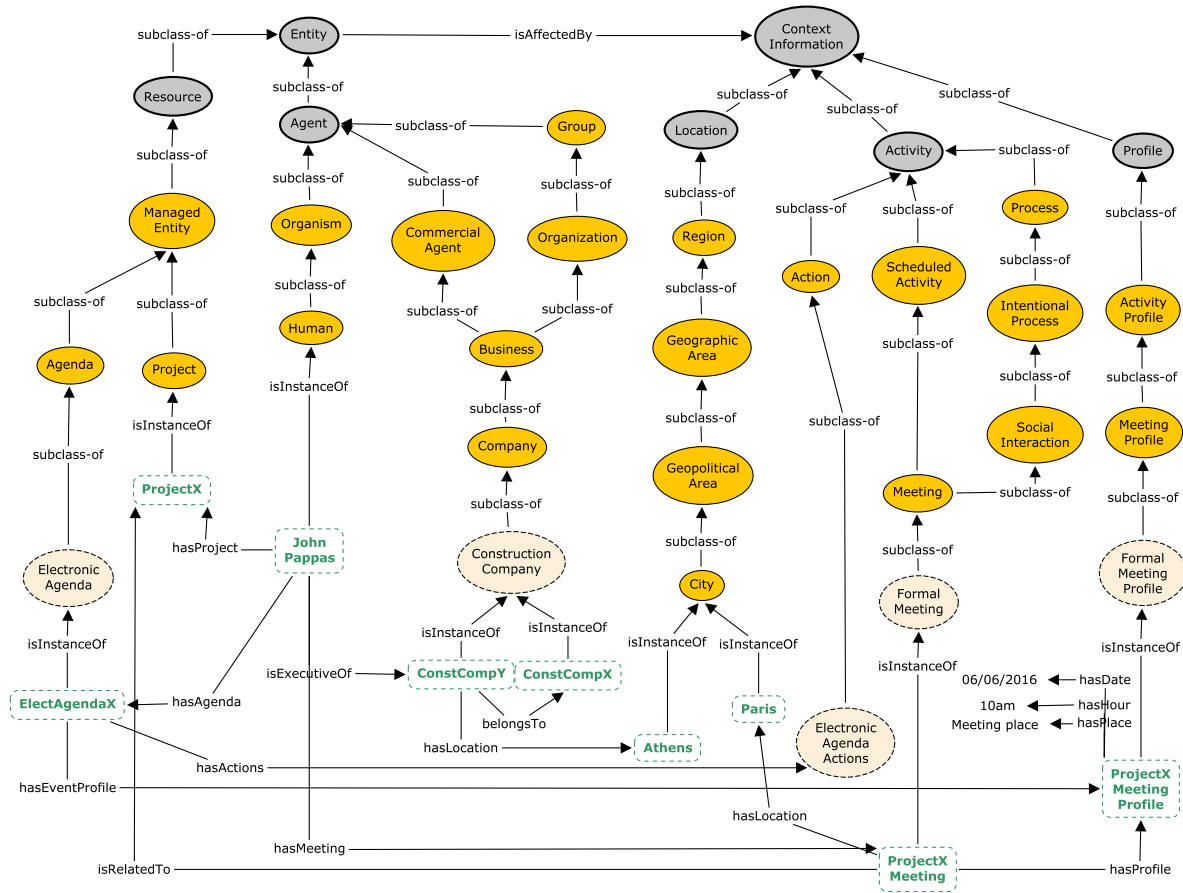 subclass-of
Entity
isAffectedBy
Context
Information
Resource
subclass-of
subclass-of
subclass-of
subclass-of
Agent
subclass-of
Group
Location
subclass-of
Activity
subclass-of
Profile
subclass-of
subclass-of
subclass-of
subclass-of
subclass-of
subclass-of
subclass-of
subclass-of
Managed
Entity
Organism
Commercial
Agent
Organization
Region
Process
Action
Scheduled
Activity
subclass-of
subclass-of
subclass-of
subclass-of
subclass-of
subclass-of
subclass-of
subclass-of
Human
Business
Geographic
Area
Intentional
Process
Activity
Profile
subclass-of
Agenda
Project
isInstanceOf
subclass-of
subclass-of
subclass-of
subclass-of
isInstanceOf
subclass-of
subclass-of
Company
Geopolitical
Area
Social
Interaction
Meeting
Profile
ProjectX
subclass-of
Meeting
subclass-of
subclass-of
hasProject
John
Pappas
Construction
Company
subclass-of
subclass-of
Formal
Meeting
Profile
Electronic
Agenda
City
Formal
Meeting
isInstanceOf
isInstanceOf
isInstanceOf
isInstanceOf
isInstanceOf
isInstanceOf
isInstanceOf
isExecutiveOf
ConstCompY
ConstCompX
06/06/2016
hasDate
ElectAgendaX
hasAgenda
belongsTo
Paris
10am
hasHour
Meeting place
hasPlace
hasLocation
Athens
Electronic
Agenda
Actions
hasActions
hasEventProfile
ProjectX
Meeting
Profile
hasLocation
hasMeeting
isRelatedTo
ProjectX
Meeting
hasProfile